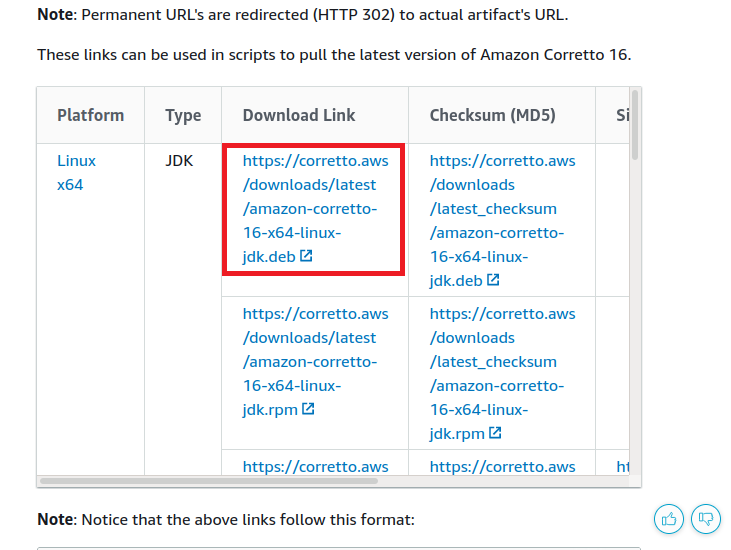 Note: Permanent URL's are redirected (HTTP 302) to actual artifact's URL.
These links can be used in scripts to pull the latest version of Amazon Corretto 16.
Platform Type Download Link Checksum (MD5) Si
Linux
x64
JDK
https://corretto.aws
/downloads/latest
/amazon-corretto-
16-x64-linux-
jdk.deb
https://corretto.aws
/downloads
/latest_checksum
/amazon-corretto-
16-x64-linux-
jdk.deb
https://corretto.aws
/downloads/latest
/amazon-corretto-
16-x64-linux-
jdk.rpm
https://corretto.aws
/downloads
/latest_checksum
/amazon-corretto-
16-x64-linux-
jdk.rpm
https://corretto.aws
https://corretto.aws
ht
Note: Notice that the above links follow this format: